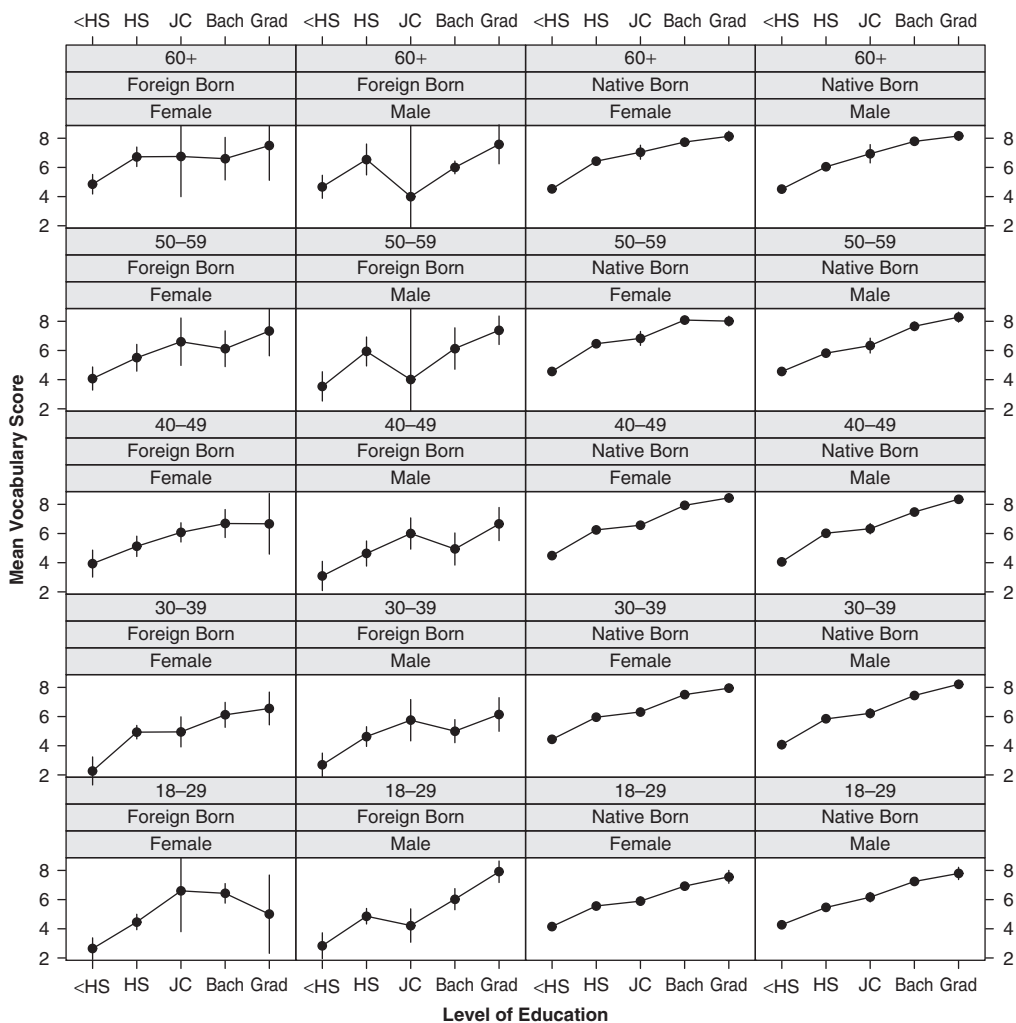 <HS HS JC Bach Grad <HS HS JC Bach Grad <HS HS JC Bach Grad <HS HS JC Bach Grad
60+ 60+ 60+ 60+
Foreign Born Foreign Born Native Born Native Born
Female Male Female Male
8 8
6 6
4 4
2 2
50–59 50–59 50–59 50–59
Foreign Born Foreign Born Native Born Native Born
Female Male Female Male
8 8
6 6
4 4
2 2
40–49 40–49 40–49 40–49
Foreign Born Foreign Born Native Born Native Born
Female Male Female Male
8 8
6 6
4 4
2 2
30–39 30–39 30–39 30–39
Foreign Born Foreign Born Native Born Native Born
Female Male Female Male
8 8
6 6
4 4
2 2
18–29 18–29 18–29 18–29
Foreign Born Foreign Born Native Born Native Born
Female Male Female Male
8 8
6 6
4 4
2 2
<HS HS JC Bach Grad <HS HS JC Bach Grad <HS HS JC Bach Grad <HS HS JC Bach Grad
Level of Education
Mean Vocabulary Score